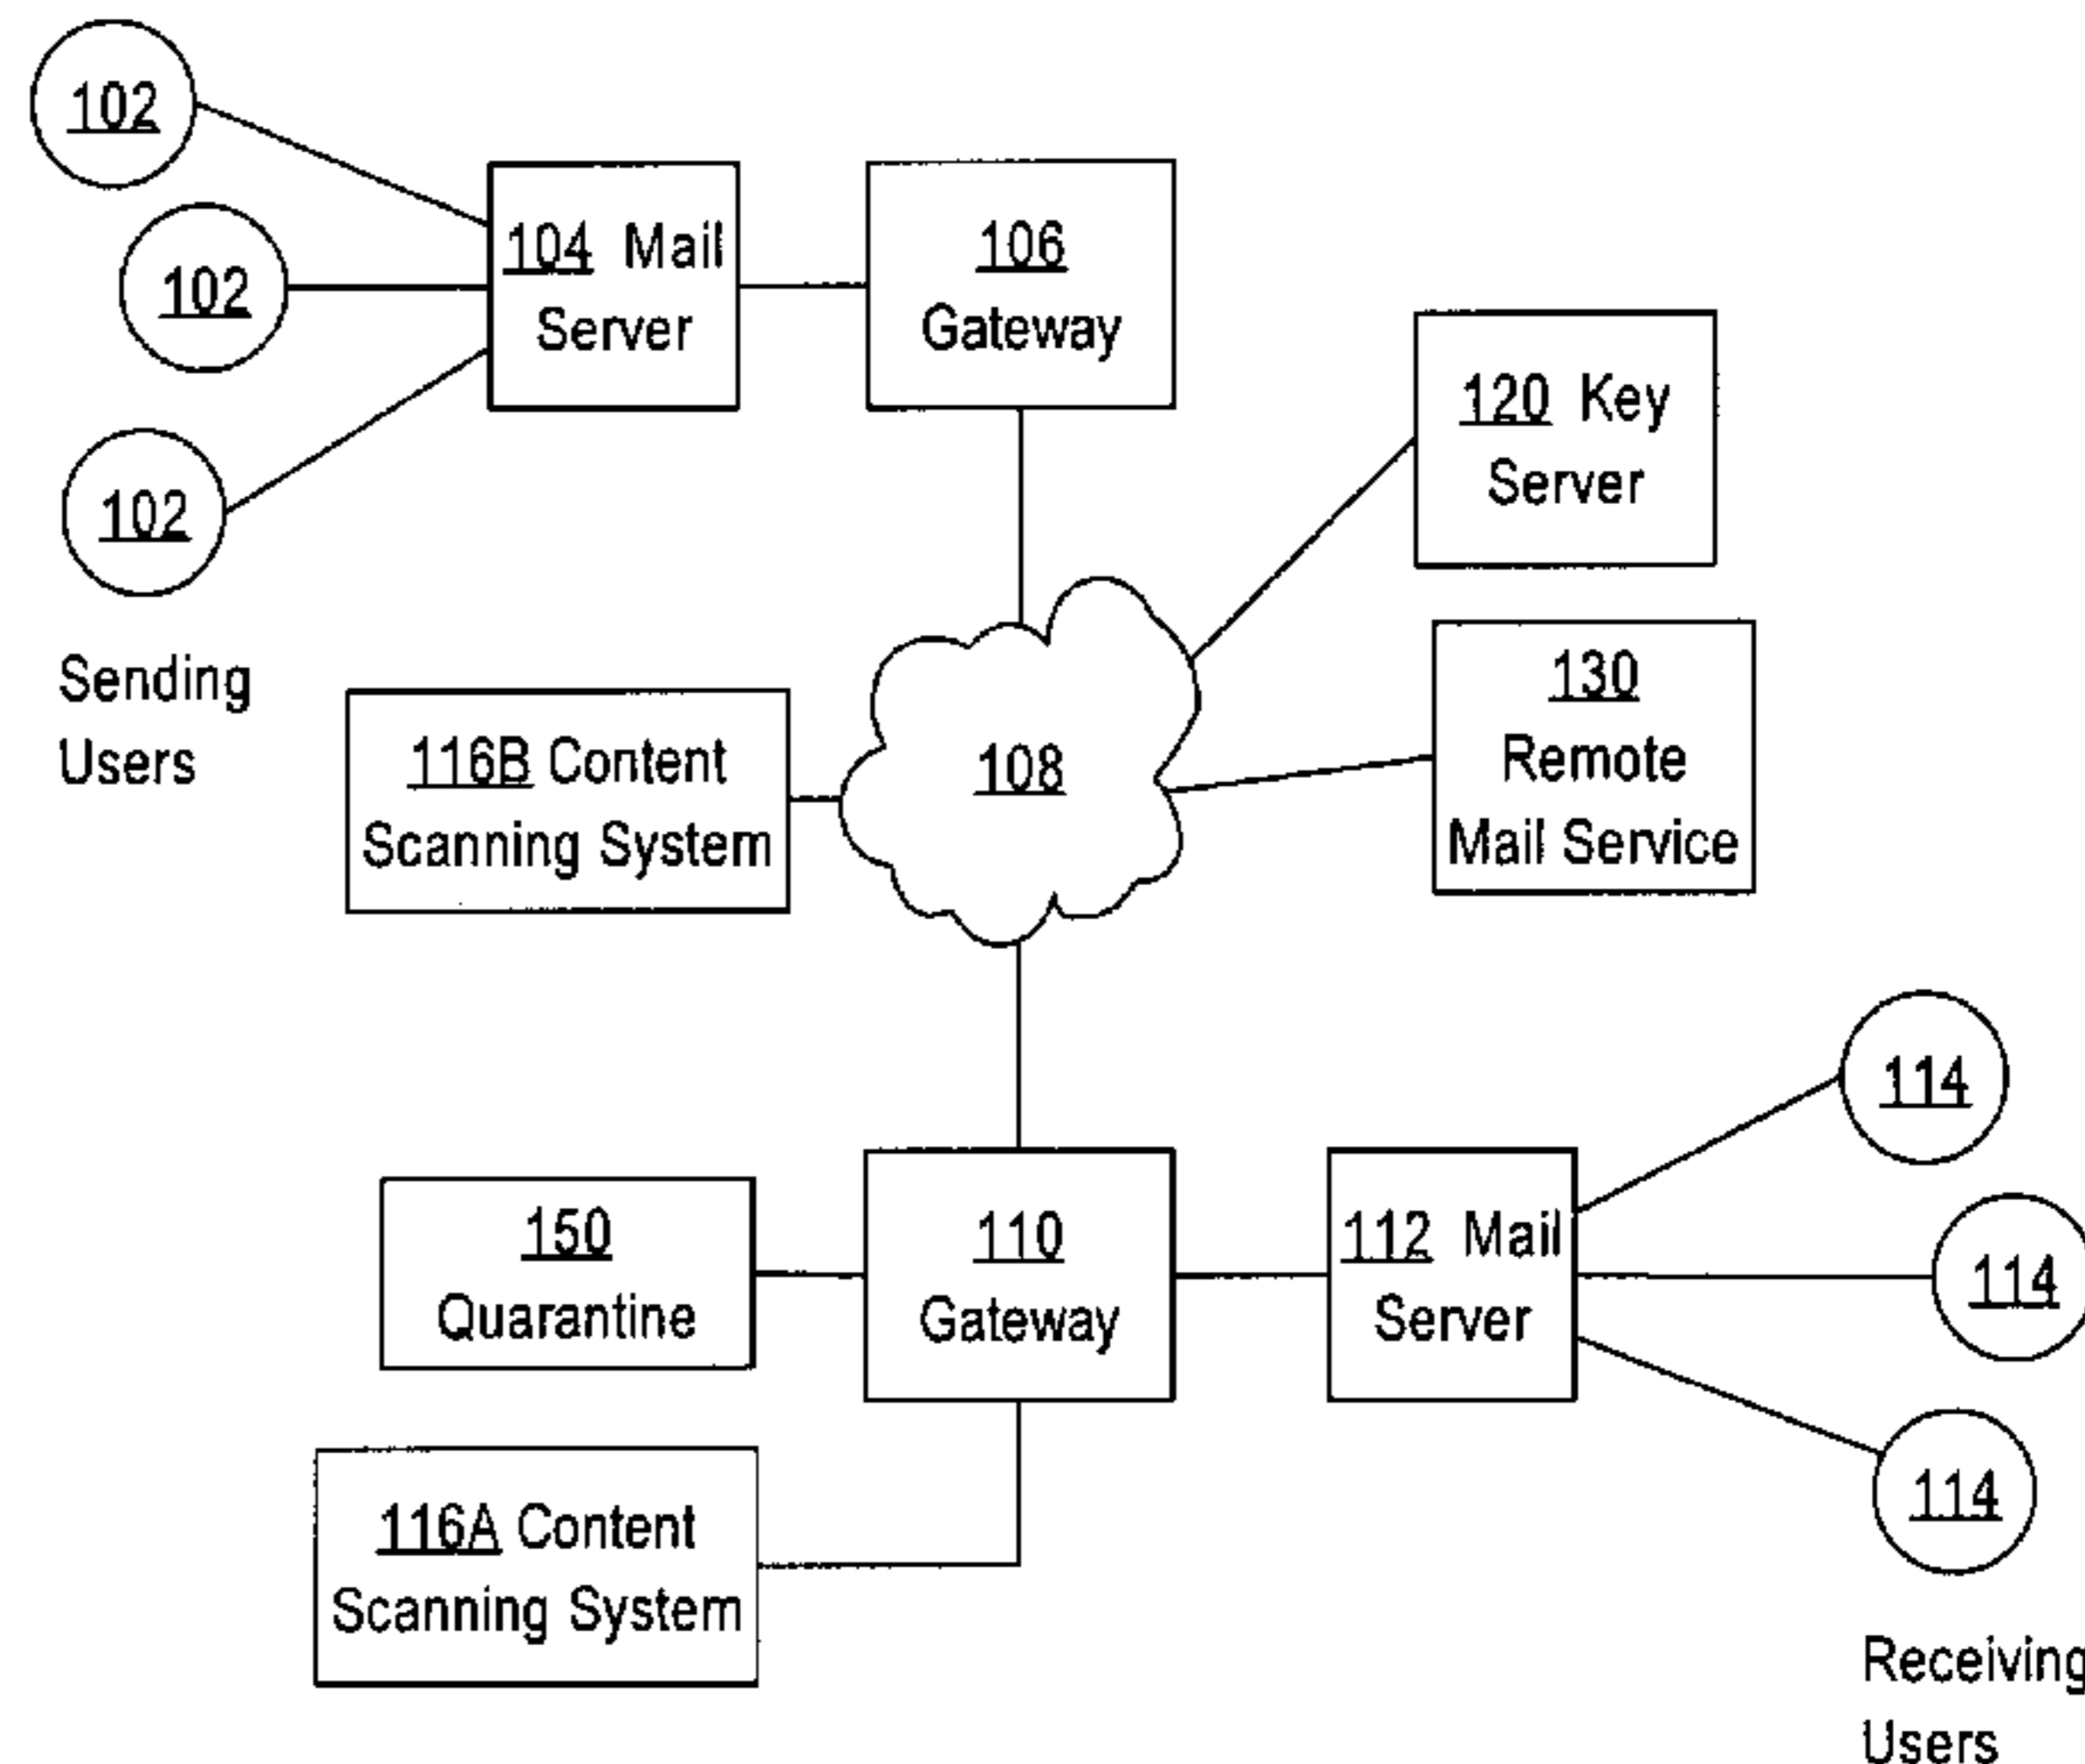 102
102
102
Sending
Users
104 Mail
Server
106
Gateway
120 Key
Server
130
Remote
Mail Service
116B Content
Scanning System
108
150
Quarantine
110
Gateway
112 Mail
Server
114
114
114
Receiving
Users
116A Content
Scanning System